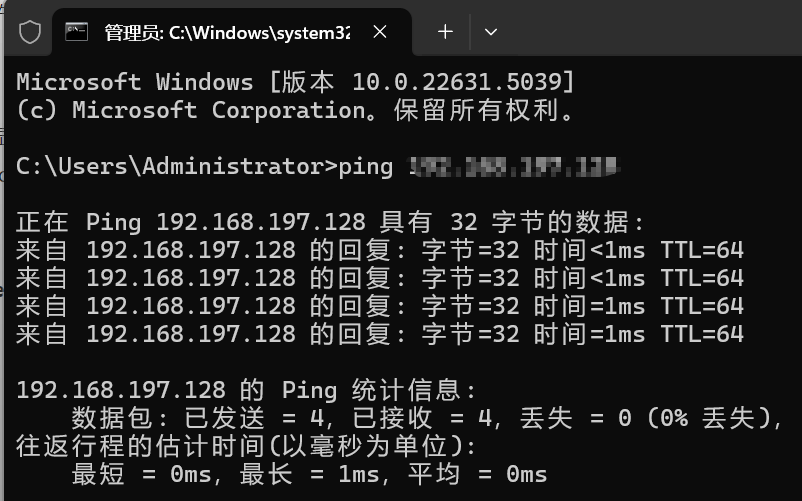 管理员: C:\Windows\system32
Microsoft Windows [版本 10.0.22631.5039]
(c) Microsoft Corporation。保留所有权利。
C:\Users\Administrator>ping
正在 Ping 192.168.197.128 具有 32 字节的数据:
来自 192.168.197.128 的回复: 字节=32 时间<1ms TTL=64
来自 192.168.197.128 的回复: 字节=32 时间<1ms TTL=64
来自 192.168.197.128 的回复: 字节=32 时间=1ms TTL=64
来自 192.168.197.128 的回复: 字节=32 时间=1ms TTL=64
192.168.197.128 的 Ping 统计信息:
数据包: 已发送 = 4, 已接收 = 4, 丢失 = 0 (0% 丢失),
往返行程的估计时间(以毫秒为单位):
最短 = 0ms, 最长 = 1ms, 平均 = 0ms